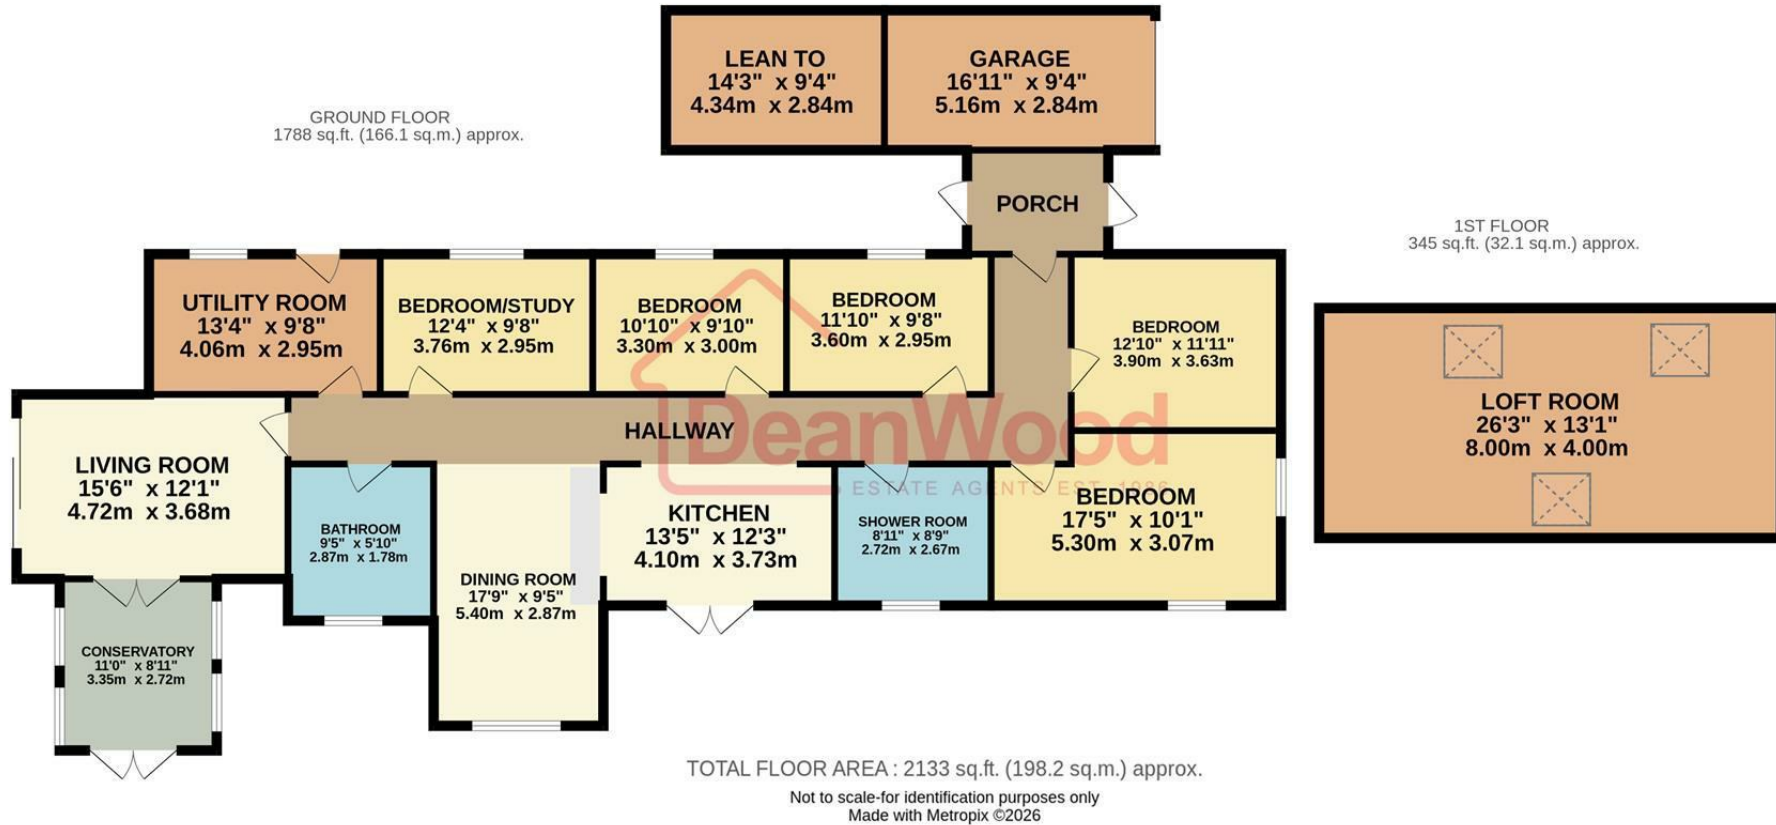 LEAN TO
14'3" x 9'4"
4.34m x 2.84m
GARAGE
16'11" x 9'4"
5.16m x 2.84m
GROUND FLOOR
1788 sq.ft. (166.1 sq.m.) approx.
PORCH
1ST FLOOR
345 sq.ft. (32.1 sq.m.) approx.
UTILITY ROOM
13'4" x 9'8"
4.06m x 2.95m
BEDROOM/STUDY
12'4" x 9'8"
3.76m x 2.95m
BEDROOM
10'10" x 9'10"
3.30m x 3.00m
BEDROOM
11'10" x 9'8"
3.60m x 2.95m
BEDROOM
12'10" x 11'11"
3.90m x 3.63m
LOFT ROOM
26'3" x 13'1"
8.00m x 4.00m
HALLWAY
DeanWood
ESTATE AGENTS EST. 1986
LIVING ROOM
15'6" x 12'1"
4.72m x 3.68m
BATHROOM
9'5" x 5'10"
2.87m x 1.78m
DINING ROOM
17'9" x 9'5"
5.40m x 2.87m
KITCHEN
13'5" x 12'3"
4.10m x 3.73m
SHOWER ROOM
8'11" x 8'9"
2.72m x 2.67m
BEDROOM
17'5" x 10'1"
5.30m x 3.07m
CONSERVATORY
11'0" x 8'11"
3.35m x 2.72m
TOTAL FLOOR AREA : 2133 sq.ft. (198.2 sq.m.) approx.
Not to scale-for identification purposes only
Made with Metropix ©2026